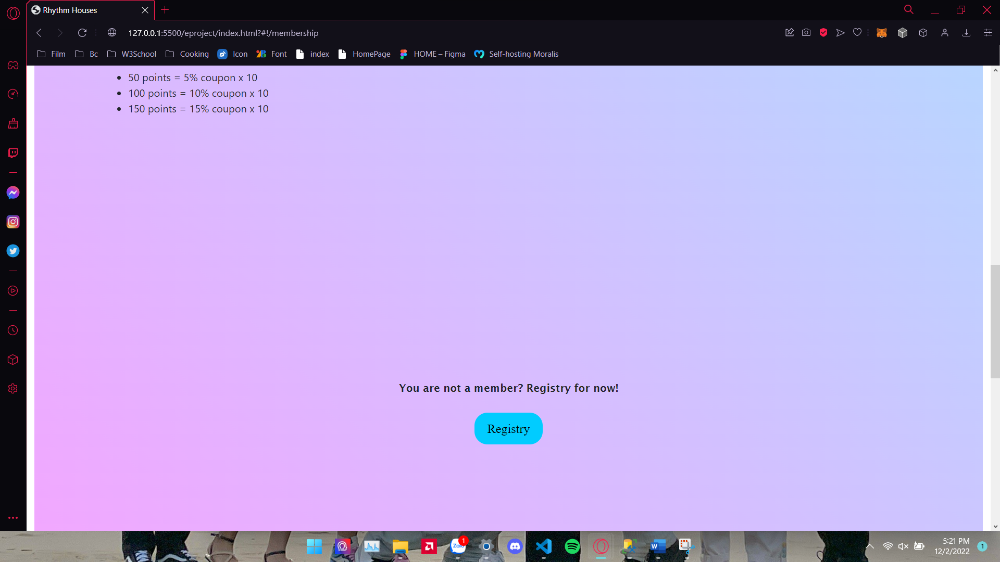 Rhythm Houses
127.0.0.1:5500/eproject/index.html?#!/membership
Film Bc W3School Cooking Icon Font index HomePage HOME – Figma Self-hosting Moralis
50 points = 5% coupon x 10
100 points = 10% coupon x 10
150 points = 15% coupon x 10
You are not a member? Registry for now!
Registry
Zalo 1
W
5:21 PM
12/2/2022
1